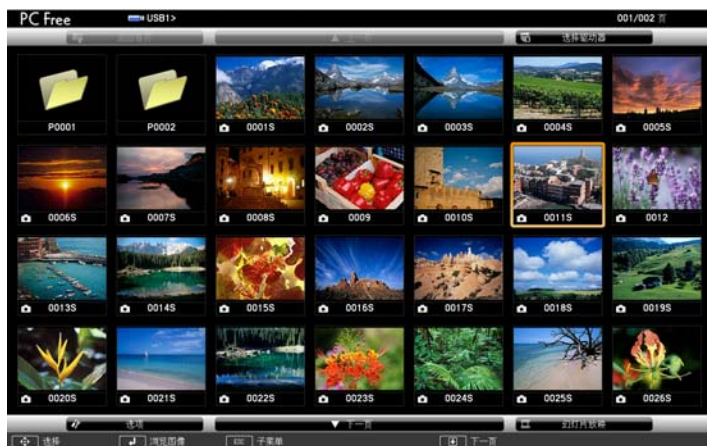 PC Free USB1> 001/002 页
上一页 选择驱动器
P0001 P0002 0001S 0002S 0003S 0004S 0005S
0006S 0007S 0008S 0009 0010S 0011S 0012
0013S 0014S 0015S 0016S 0017S 0018S 0019S
0020S 0021S 0022S 0023S 0024S 0025S 0026S
选项 下一页 幻灯片放映
选择 浏览图像 ESC 子菜单 下一页